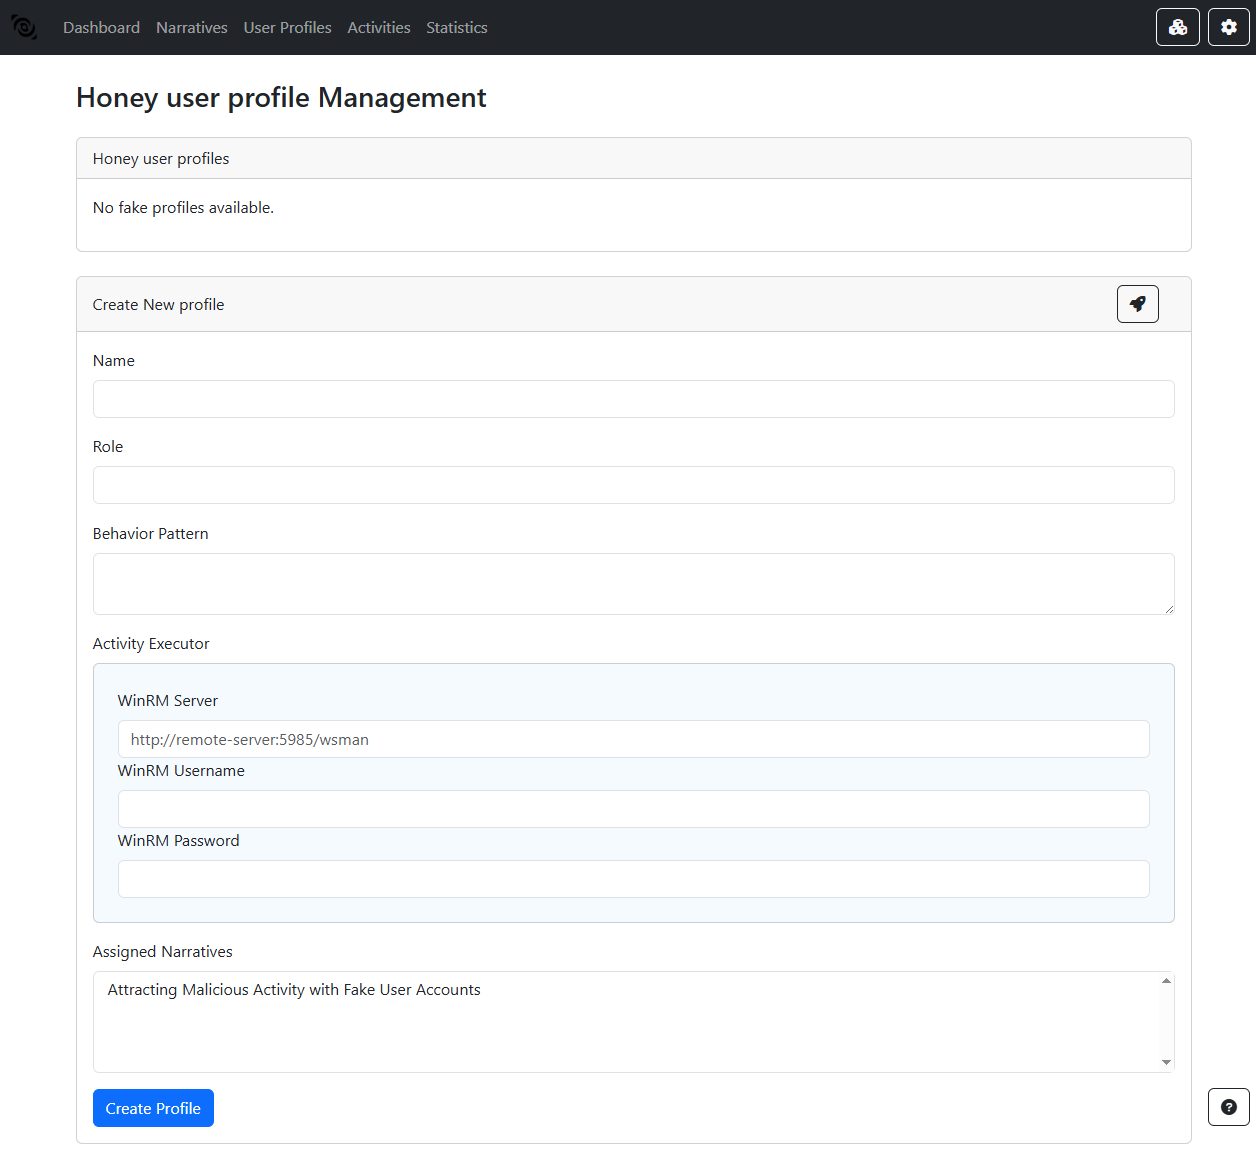 Dashboard Narratives User Profiles Activities Statistics
Honey user profile Management
Honey user profiles
No fake profiles available.
Create New profile
Name
Role
Behavior Pattern
Activity Executor
WinRM Server
http://remote-server:5985/wsman
WinRM Username
WinRM Password
Assigned Narratives
Attracting Malicious Activity with Fake User Accounts
Create Profile